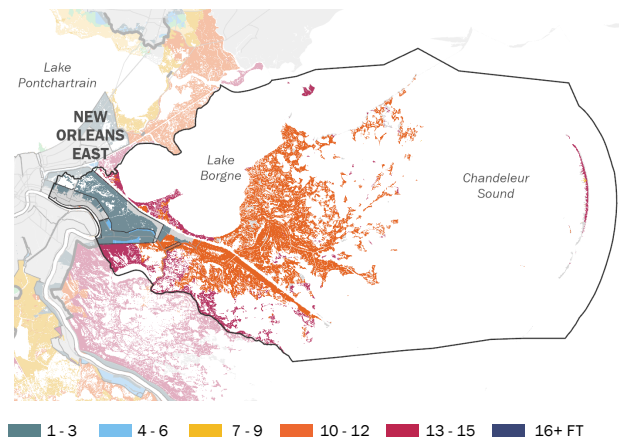 Lake
Pontchartrain
NEW
ORLEANS
EAST
Lake
Borgne
Chandeleur
Sound
1 - 3
4 - 6
7 - 9
10 - 12
13 - 15
16+ FT